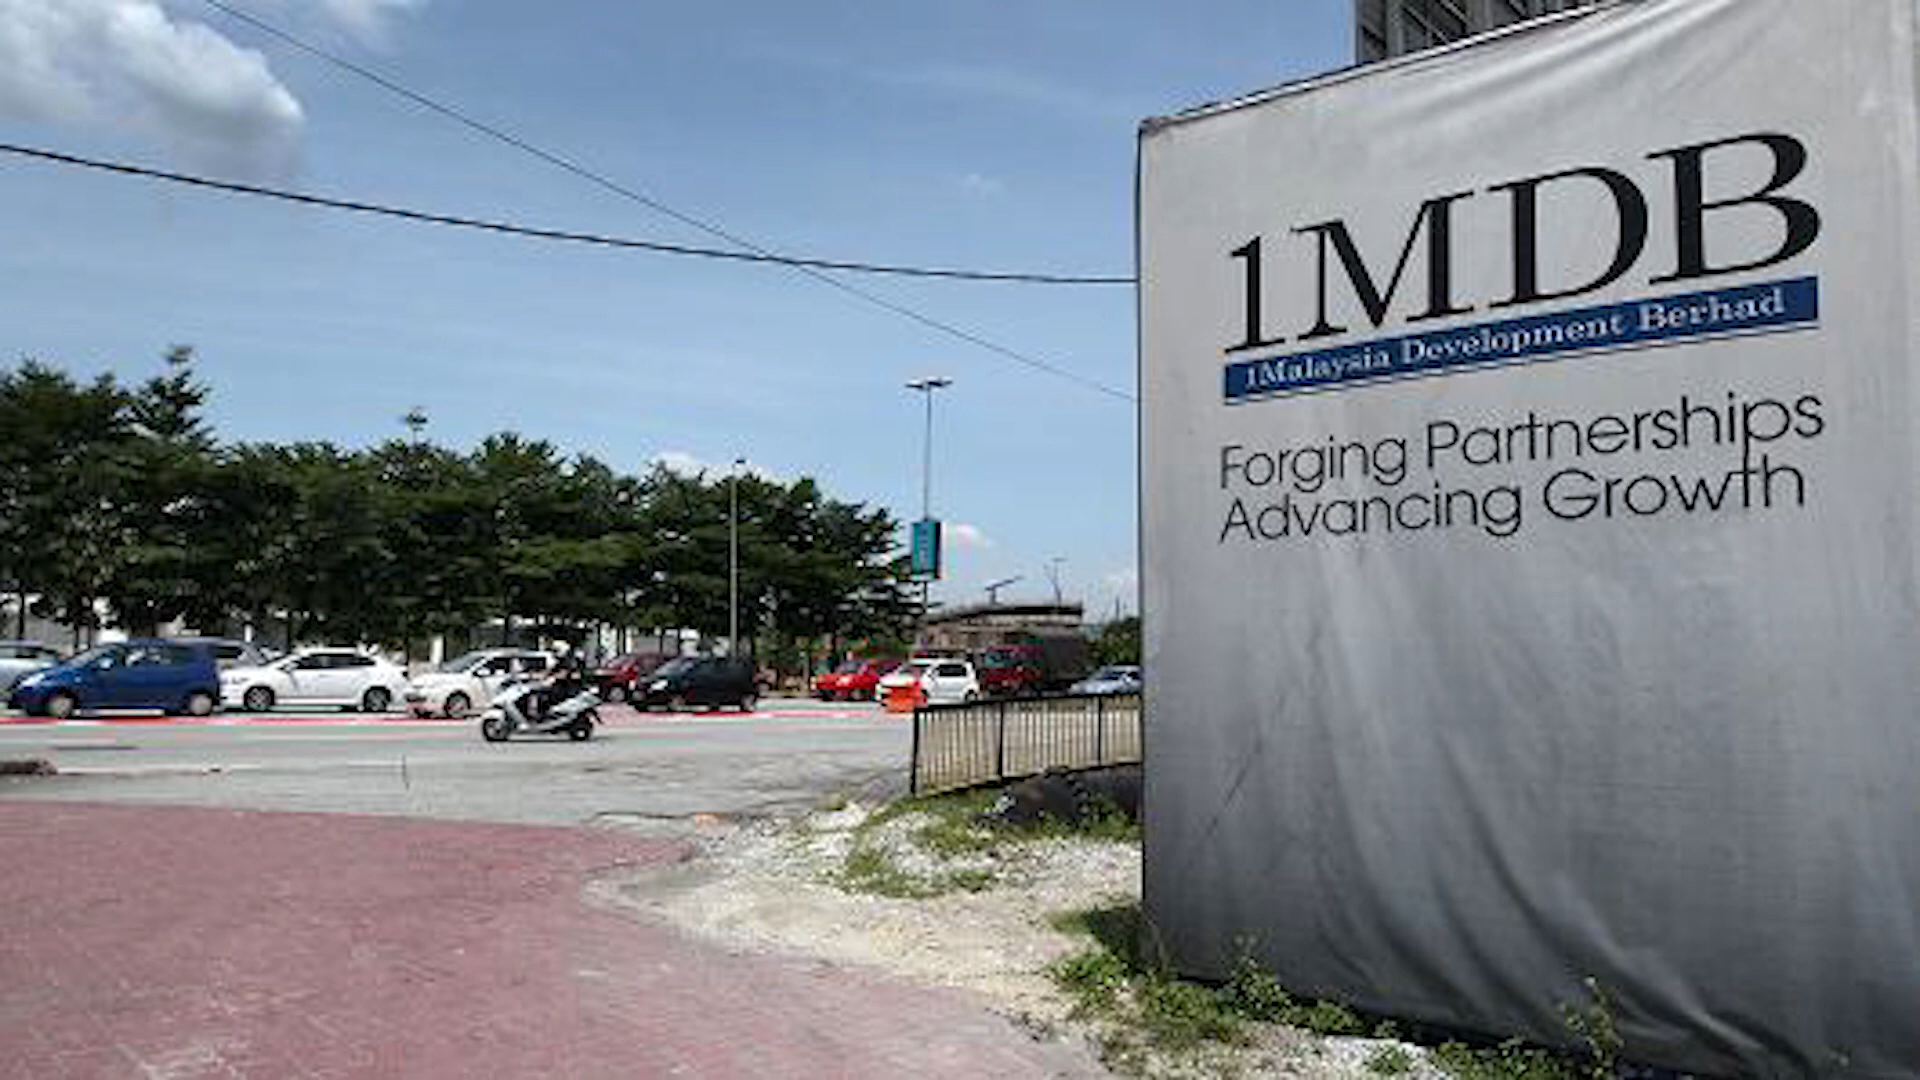 1MDB
1Malaysia Development Berhad
Forging Partnerships
Advancing Growth